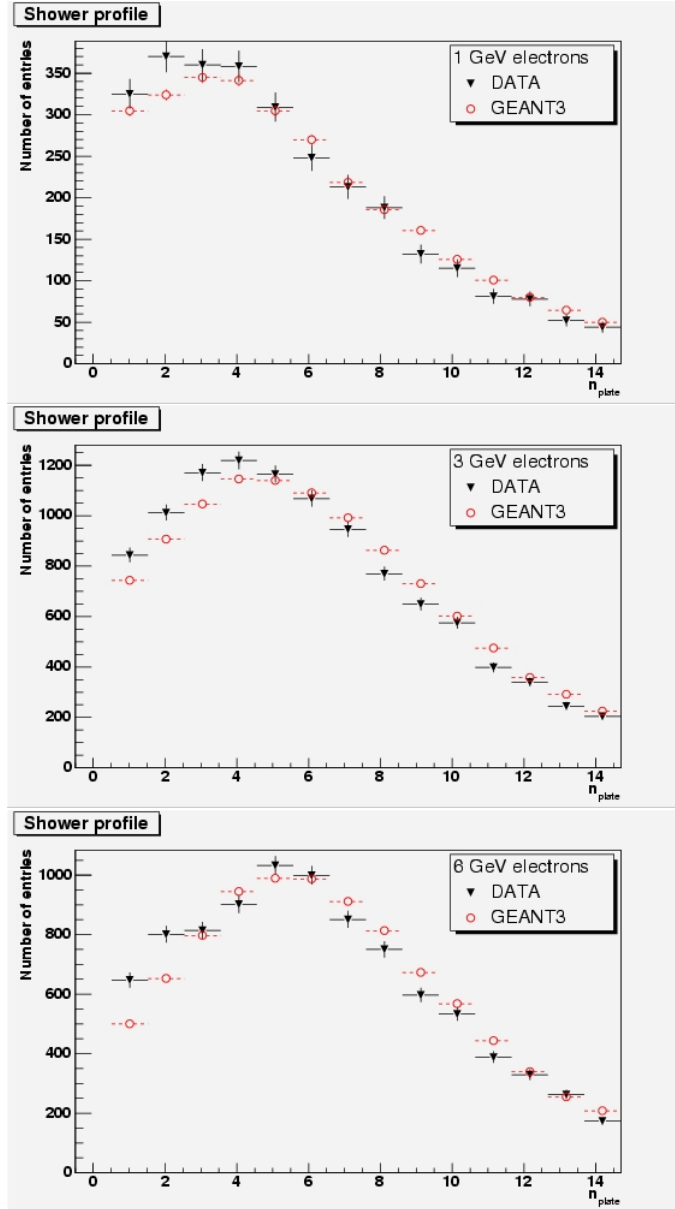 Shower profile
Number of entries
350
300
250
200
150
100
50
0
1 GeV electrons
DATA
GEANT3
0 2 4 6 8 10 12 14
n_plate
Shower profile
Number of entries
1200
1000
800
600
400
200
0
3 GeV electrons
DATA
GEANT3
0 2 4 6 8 10 12 14
n_plate
Shower profile
Number of entries
1000
800
600
400
200
0
6 GeV electrons
DATA
GEANT3
0 2 4 6 8 10 12 14
n_plate